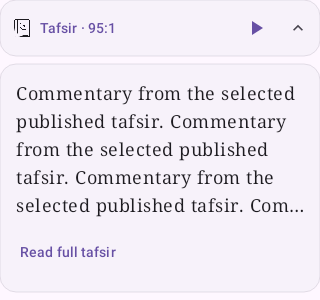 Tafsir · 95:1
Commentary from the selected
published tafsir. Commentary
from the selected published
tafsir. Commentary from the
selected published tafsir. Com…
Read full tafsir